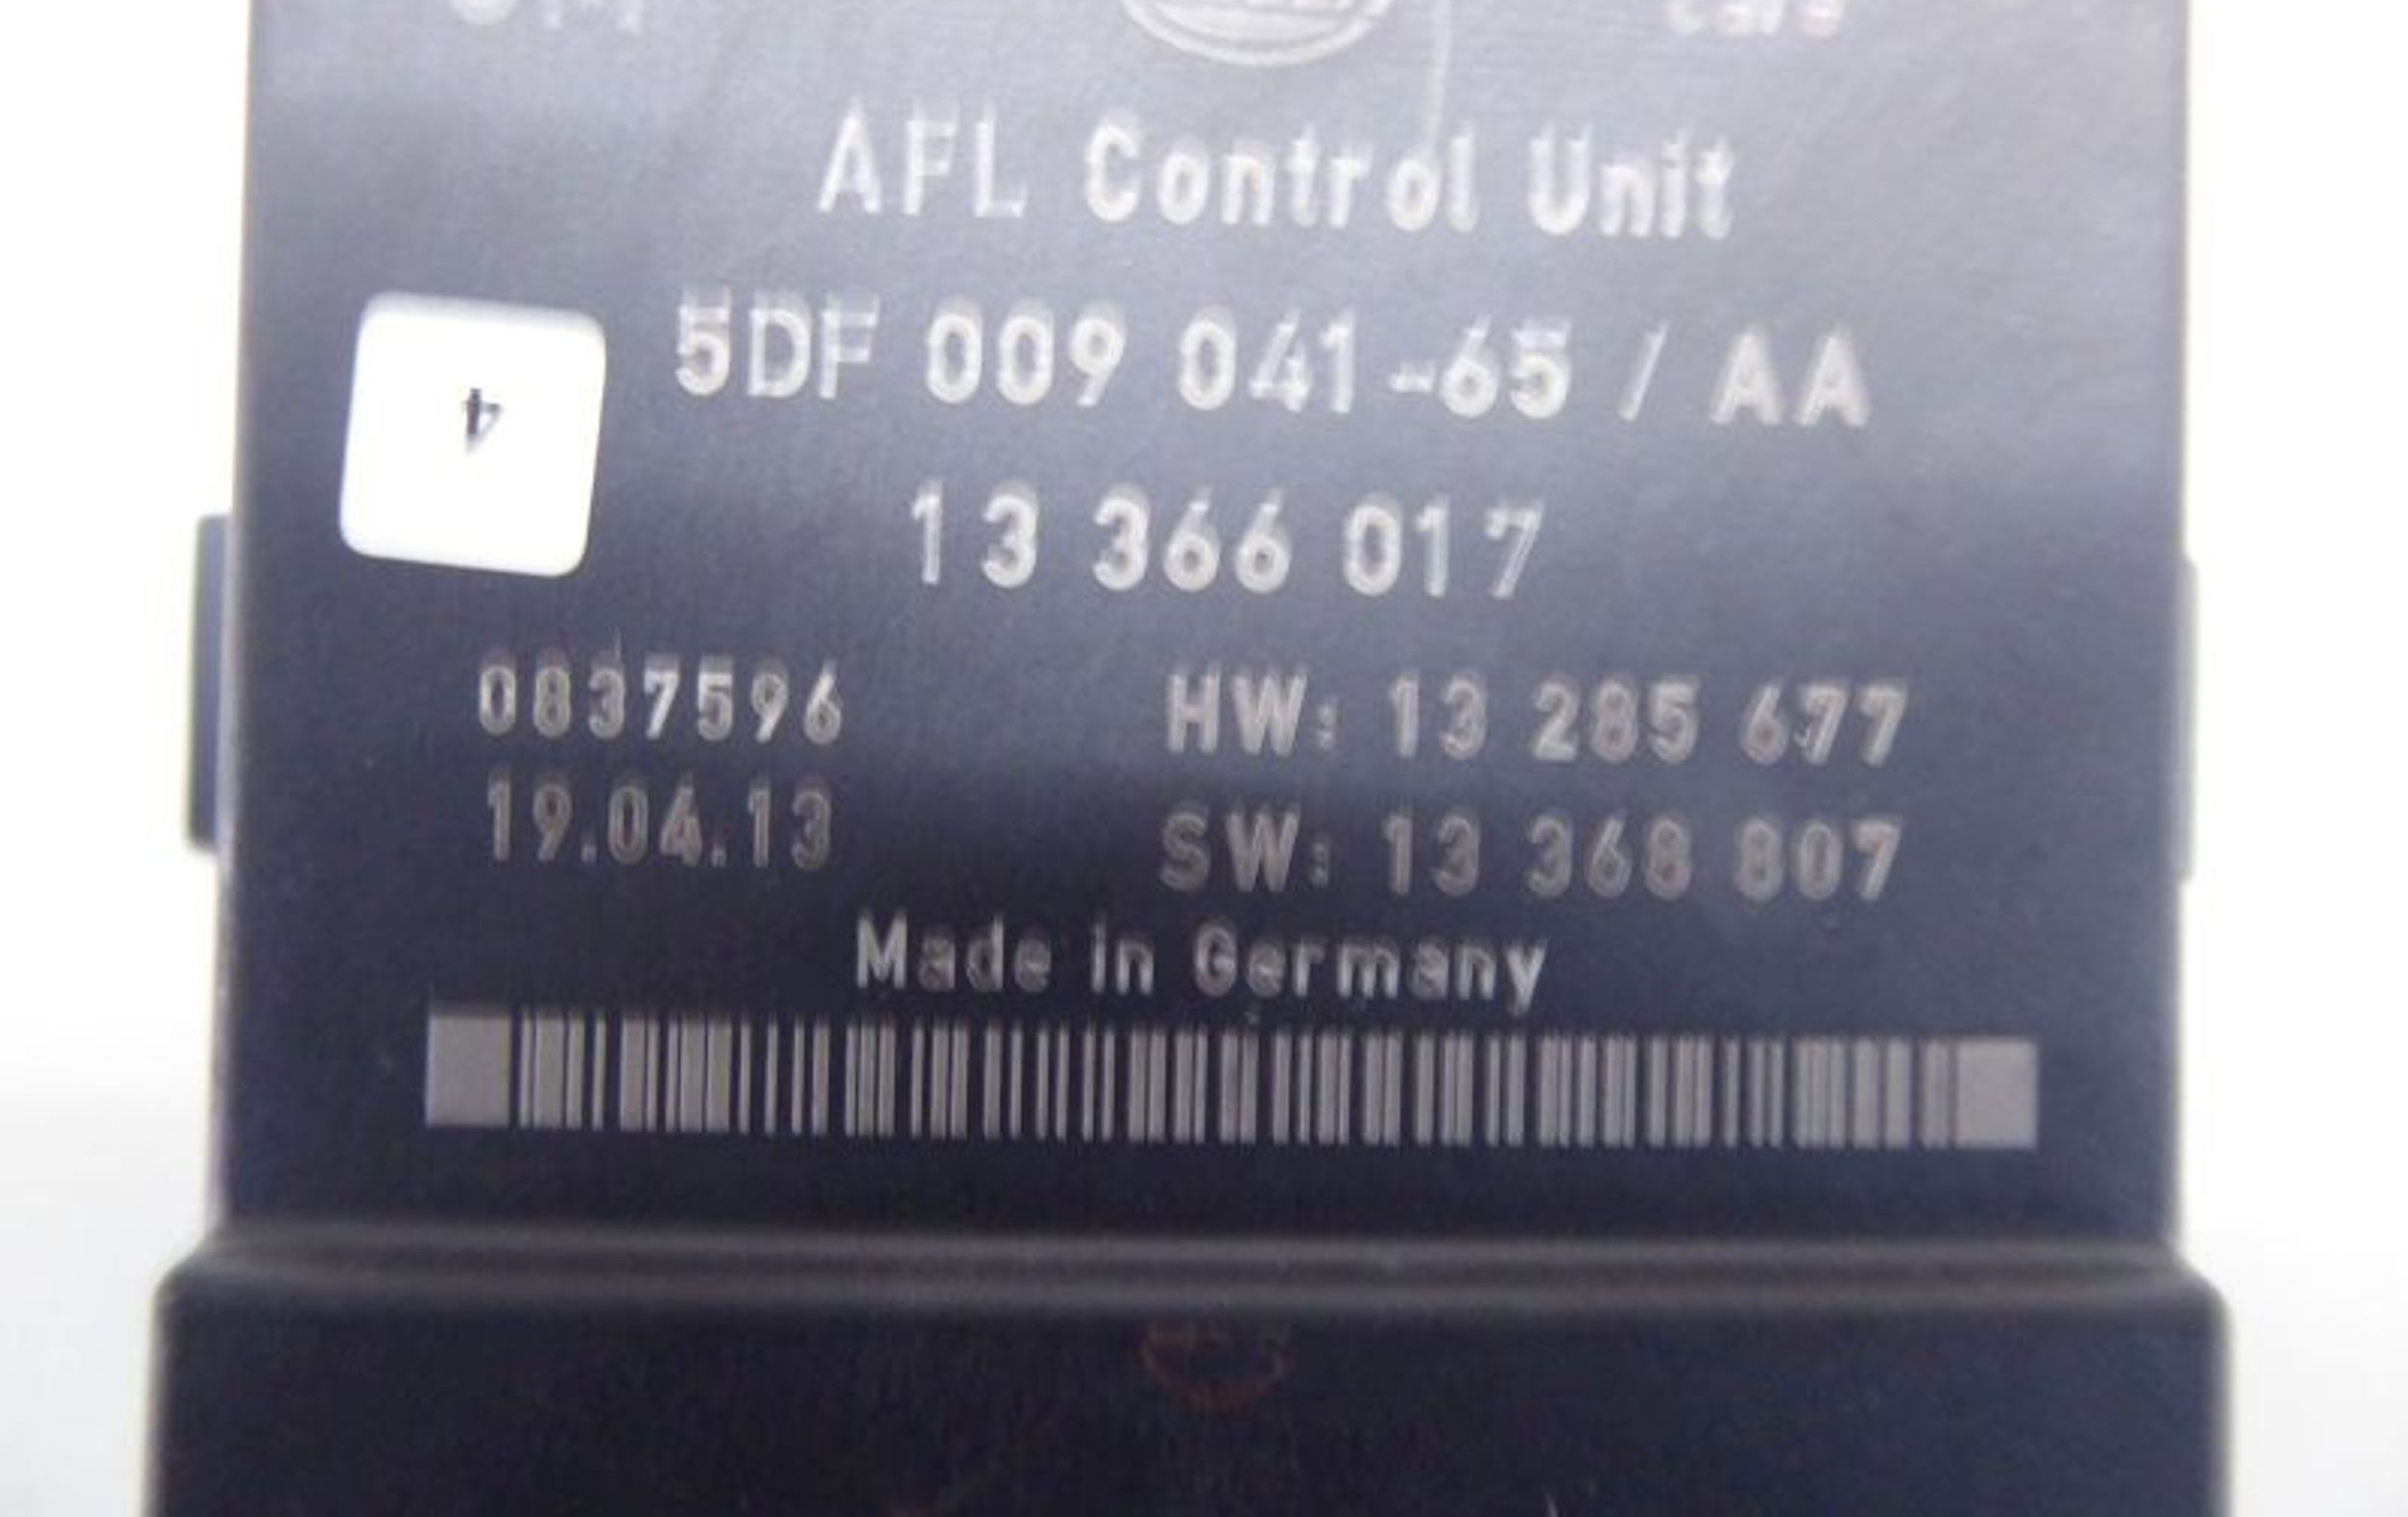 AFL Control Unit
4
5DF 009 041-65 / AA
13 366 017
0837596
HW: 13 285 677
19.04.13
SW: 13 368 807
Made in Germany